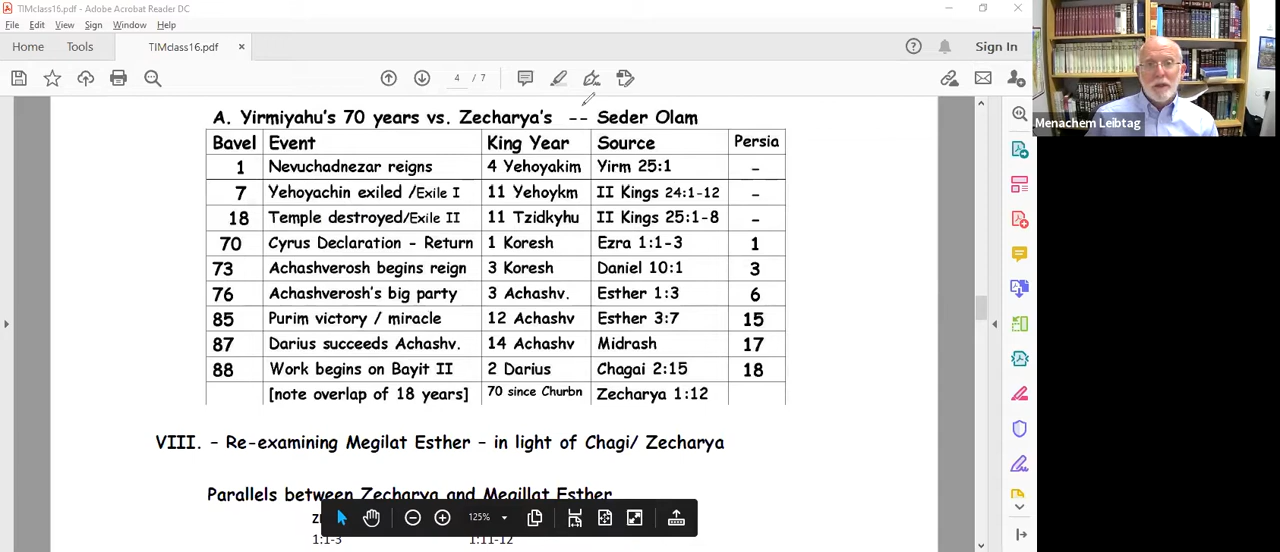 TIMclass16.pdf - Adobe Acrobat Reader DC
File Edit View Sign Window Help
Home Tools TIMclass16.pdf × Sign In
4 / 7
Menachem Leibtag
A. Yirmiyahu's 70 years vs. Zecharya's -- Seder Olam
Bavel Event King Year Source Persia
1 Nevuchadnezar reigns 4 Yehoyakim Yirm 25:1 -
7 Yehoyachin exiled /Exile I 11 Yehoykm II Kings 24:1-12 -
18 Temple destroyed/Exile II 11 Tzidkyhu II Kings 25:1-8 -
70 Cyrus Declaration - Return 1 Koresh Ezra 1:1-3 1
73 Achashverosh begins reign 3 Koresh Daniel 10:1 3
76 Achashverosh's big party 3 Achashv. Esther 1:3 6
85 Purim victory / miracle 12 Achashv Esther 3:7 15
87 Darius succeeds Achashv. 14 Achashv Midrash 17
88 Work begins on Bayit II 2 Darius Chagai 2:15 18
[note overlap of 18 years] 70 since Churbn Zecharya 1:12
VIII. - Re-examining Megilat Esther - in light of Chagi/ Zecharya
Parallels between Zecharya and Megillat Esther
125%
1:1-3 1:11-12